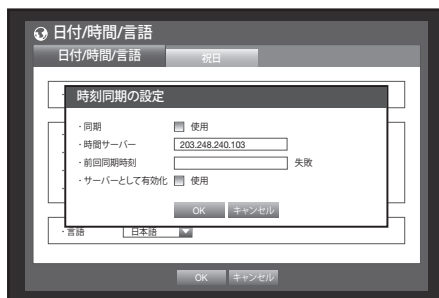 日付/時間/言語
日付/時間/言語 祝日
時刻同期の設定
・同期 使用
・時間サーバー 203.248.240.103
・前回同期時刻 失敗
・サーバーとして有効化 使用
OK キャンセル
・言語 日本語
OK キャンセル